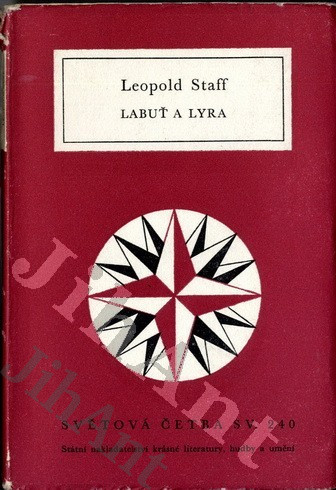 Leopold Staff
LABUŤ A LYRA
SVĚTOVÁ ČETBA SV. 240
Státní nakladatelství krásné literatury, hudby a umění
JihAnt
JihAnt